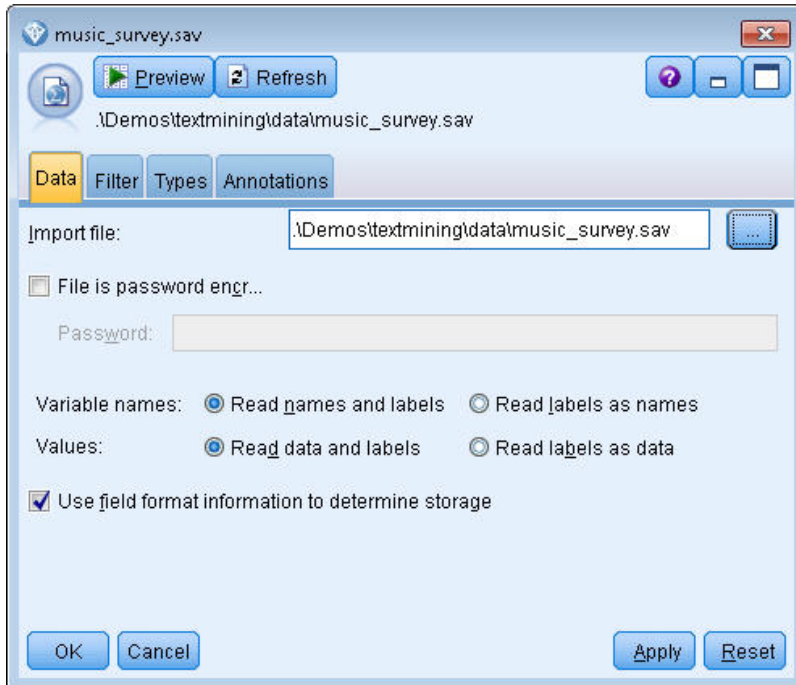 music_survey.sav
Preview Refresh
.\Demos\textmining\data\music_survey.sav
Data Filter Types Annotations
Import file: .\Demos\textmining\data\music_survey.sav ...
File is password encr...
Password:
Variable names: Read names and labels Read labels as names
Values: Read data and labels Read labels as data
Use field format information to determine storage
OK Cancel Apply Reset